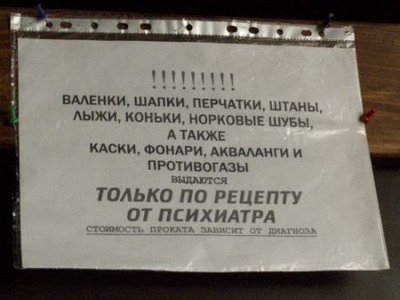 !!!!!!!!!
ВАЛЕНКИ, ШАПКИ, ПЕРЧАТКИ, ШТАНЫ,
ЛЫЖИ, КОНЬКИ, НОРКОВЫЕ ШУБЫ,
А ТАКЖЕ
КАСКИ, ФОНАРИ, АКВАЛАНГИ И
ПРОТИВОГАЗЫ
ВЫДАЮТСЯ
ТОЛЬКО ПО РЕЦЕПТУ
ОТ ПСИХИАТРА
СТОИМОСТЬ ПРОКАТА ЗАВИСИТ ОТ ДИАГНОЗА